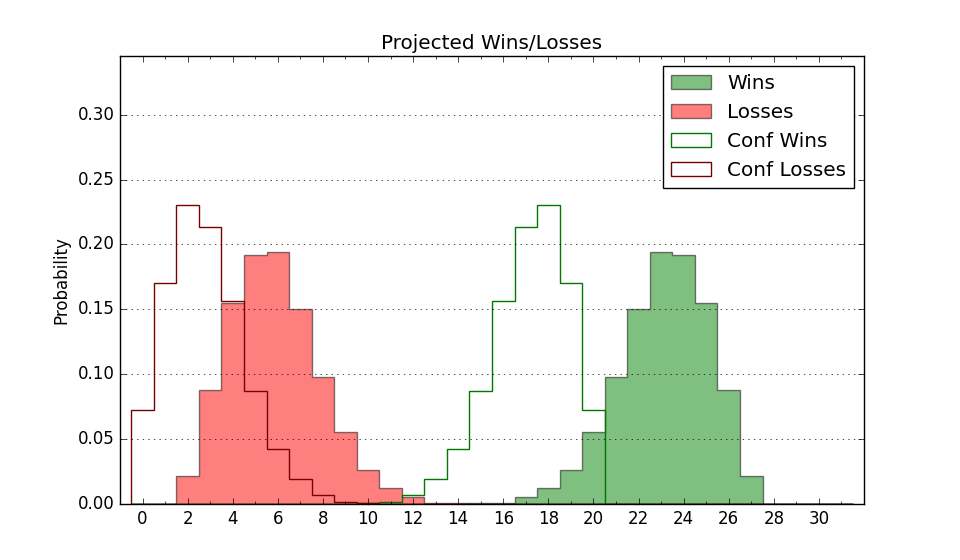 Projected Wins/Losses
Wins
Losses
Conf Wins
Conf Losses
Probability
0.30
0.25
0.20
0.15
0.10
0.05
0.00
0 2 4 6 8 10 12 14 16 18 20 22 24 26 28 30